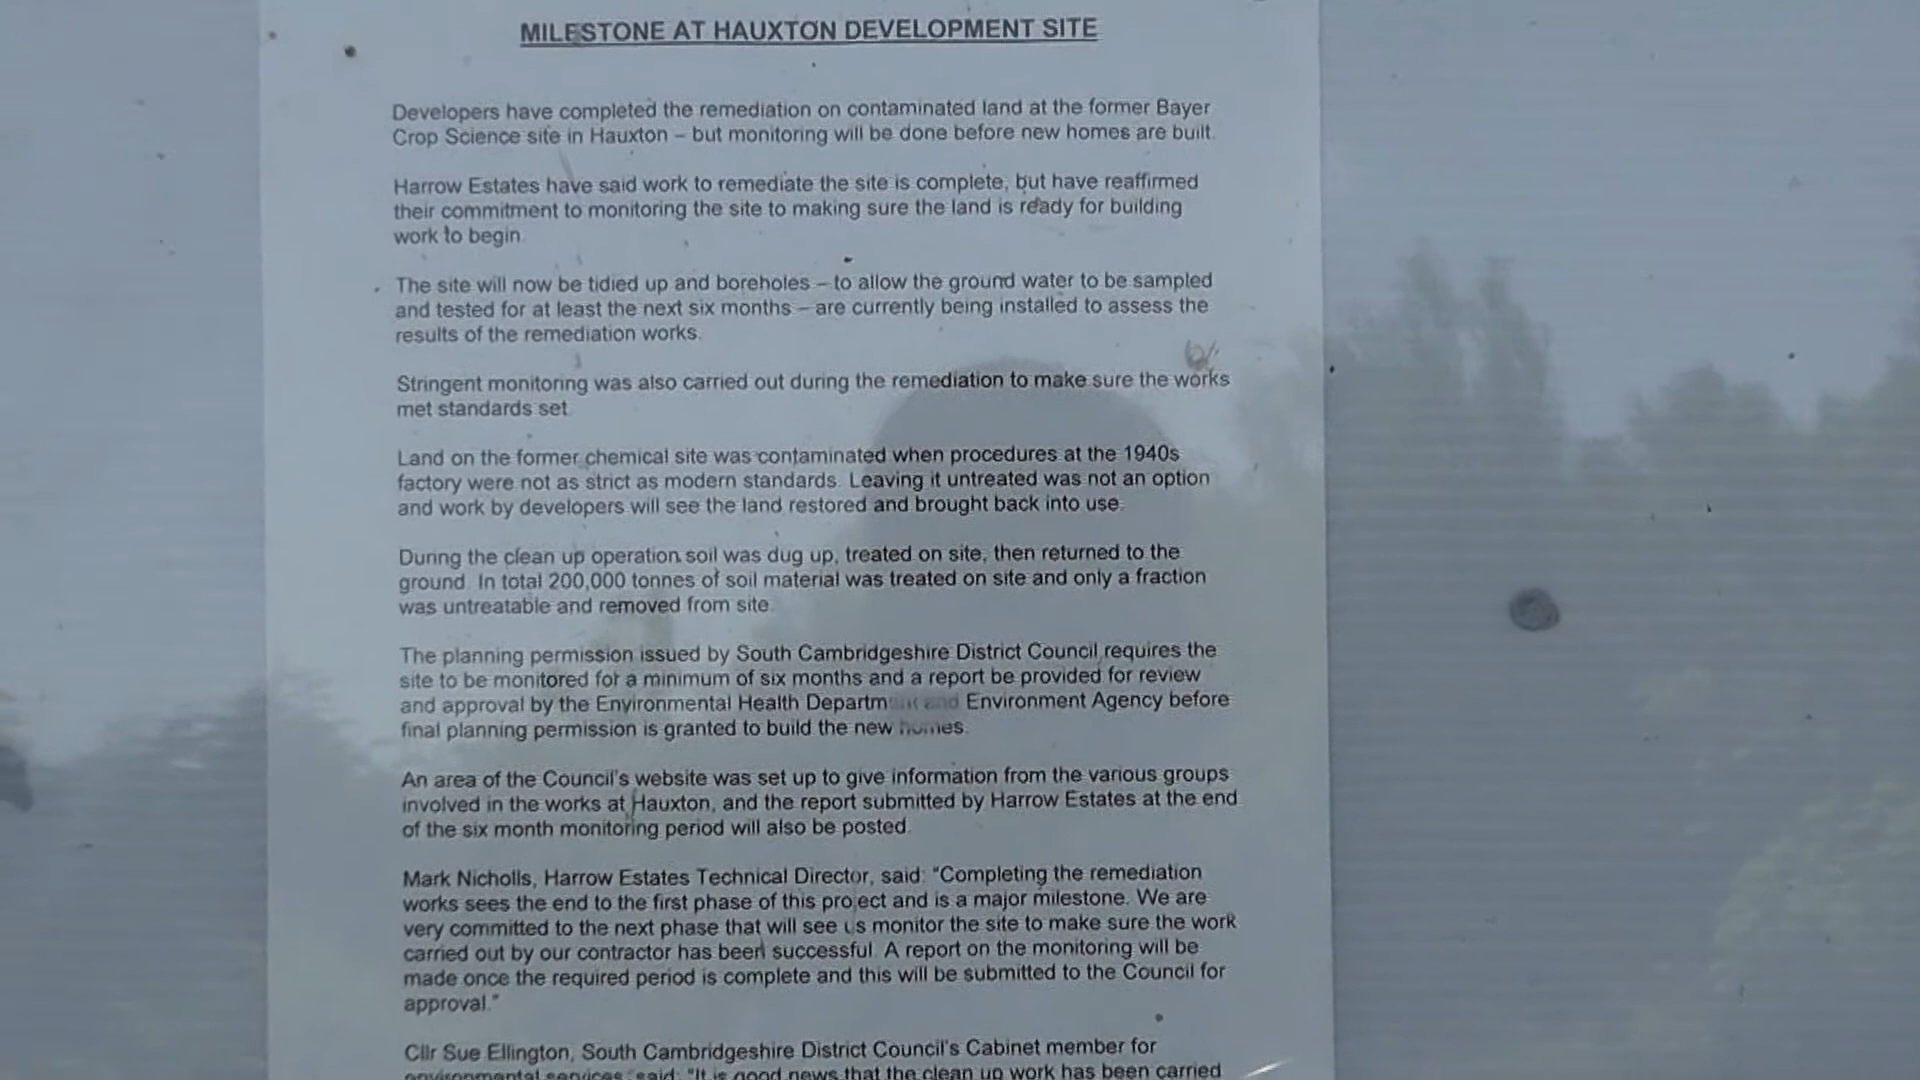 MILESTONE AT HAUXTON DEVELOPMENT SITE
Developers have completed the remediation on contaminated land at the former Bayer
Crop Science site in Hauxton – but monitoring will be done before new homes are built.
Harrow Estates have said work to remediate the site is complete, but have reaffirmed
their commitment to monitoring the site to making sure the land is ready for building
work to begin.
The site will now be tidied up and boreholes – to allow the ground water to be sampled
and tested for at least the next six months – are currently being installed to assess the
results of the remediation works.
Stringent monitoring was also carried out during the remediation to make sure the works
met standards set.
Land on the former chemical site was contaminated when procedures at the 1940s
factory were not as strict as modern standards. Leaving it untreated was not an option
and work by developers will see the land restored and brought back into use.
During the clean up operation soil was dug up, treated on site, then returned to the
ground. In total 200,000 tonnes of soil material was treated on site and only a fraction
was untreatable and removed from site.
The planning permission issued by South Cambridgeshire District Council requires the
site to be monitored for a minimum of six months and a report be provided for review
and approval by the Environmental Health Department and Environment Agency before
final planning permission is granted to build the new homes.
An area of the Council's website was set up to give information from the various groups
involved in the works at Hauxton, and the report submitted by Harrow Estates at the end
of the six month monitoring period will also be posted.
Mark Nicholls, Harrow Estates Technical Director, said: "Completing the remediation
works sees the end to the first phase of this project and is a major milestone. We are
very committed to the next phase that will see us monitor the site to make sure the work
carried out by our contractor has been successful. A report on the monitoring will be
made once the required period is complete and this will be submitted to the Council for
approval."
Cllr Sue Ellington, South Cambridgeshire District Council's Cabinet member for
environmental services, said: "It is good news that the clean up work has been carried